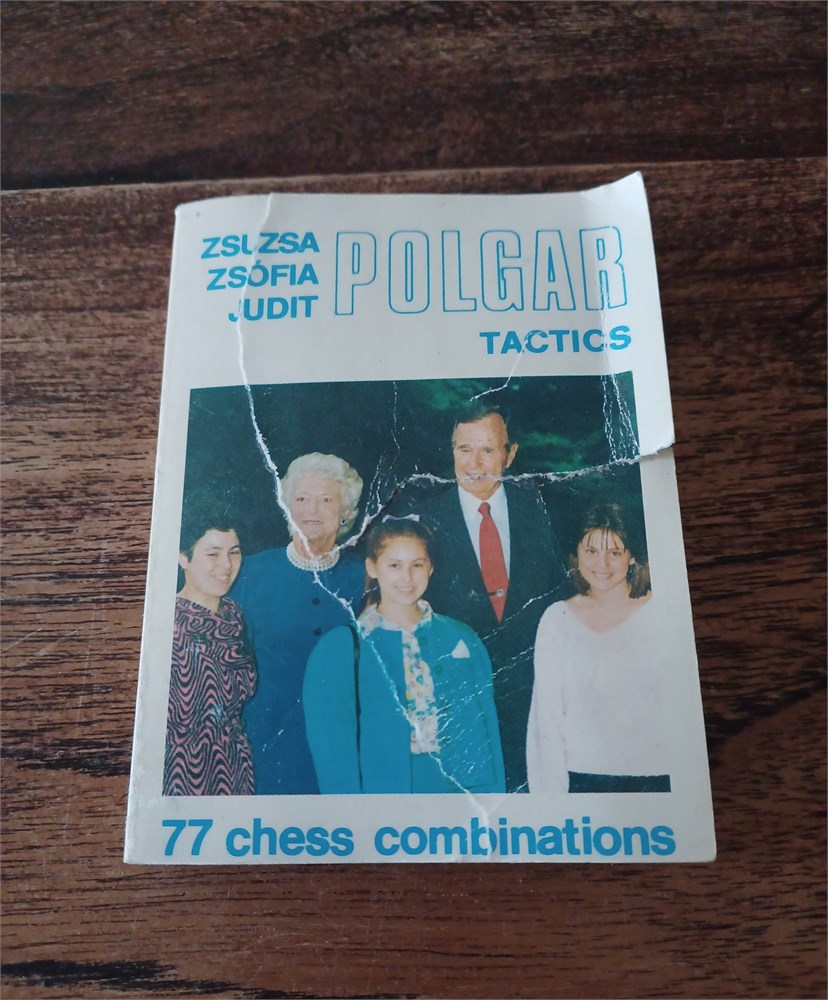 ZSUZSA
ZSÓFIA
JUDIT
POLGAR
TACTICS
77 chess combinations